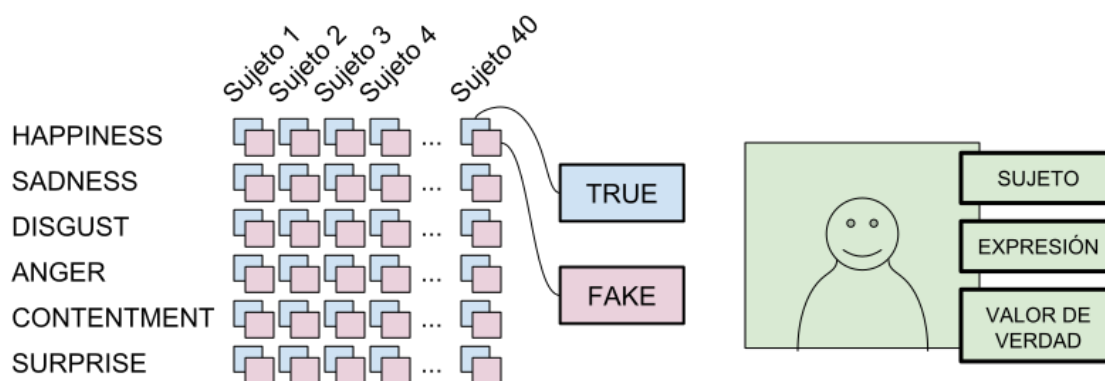 Sujeto 1
Sujeto 2
Sujeto 3
Sujeto 4
Sujeto 40
HAPPINESS
...
SADNESS
...
DISGUST
...
ANGER
...
CONTENTMENT
...
SURPRISE
...
TRUE
FAKE
SUJETO
EXPRESIÓN
VALOR DE
VERDAD